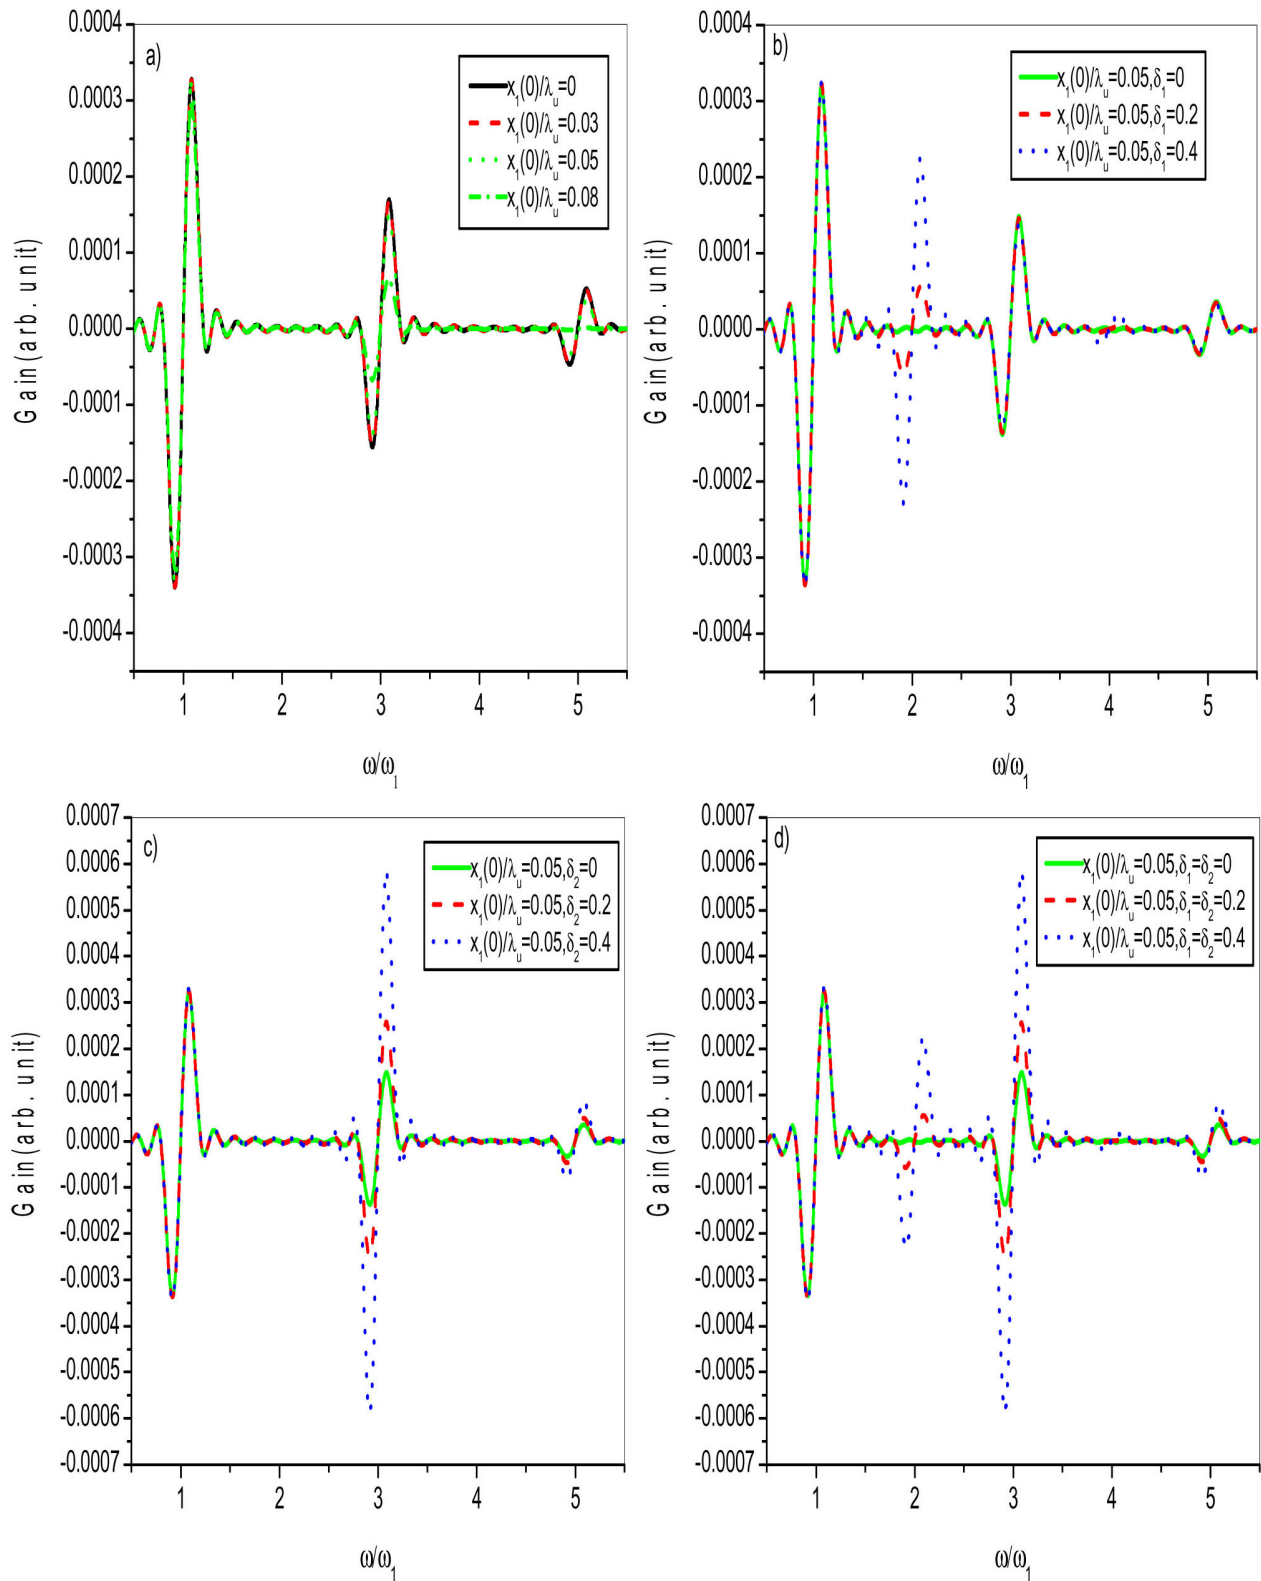 a)
x₁(0)/λᵤ=0
x₁(0)/λᵤ=0.03
x₁(0)/λᵤ=0.05
x₁(0)/λᵤ=0.08
0.0004
0.0003
0.0002
0.0001
0.0000
-0.0001
-0.0002
-0.0003
-0.0004
Gain(arb. unit)
1 2 3 4 5
ω/ω₁
b)
x₁(0)/λᵤ=0.05,δ₁=0
x₁(0)/λᵤ=0.05,δ₁=0.2
x₁(0)/λᵤ=0.05,δ₁=0.4
0.0004
0.0003
0.0002
0.0001
0.0000
-0.0001
-0.0002
-0.0003
-0.0004
Gain(arb. unit)
1 2 3 4 5
ω/ω₁
c)
x₁(0)/λᵤ=0.05,δ₂=0
x₁(0)/λᵤ=0.05,δ₂=0.2
x₁(0)/λᵤ=0.05,δ₂=0.4
0.0007
0.0006
0.0005
0.0004
0.0003
0.0002
0.0001
0.0000
-0.0001
-0.0002
-0.0003
-0.0004
-0.0005
-0.0006
-0.0007
Gain(arb. unit)
1 2 3 4 5
ω/ω₁
d)
x₁(0)/λᵤ=0.05,δ₁=δ₂=0
x₁(0)/λᵤ=0.05,δ₁=δ₂=0.2
x₁(0)/λᵤ=0.05,δ₁=δ₂=0.4
0.0007
0.0006
0.0005
0.0004
0.0003
0.0002
0.0001
0.0000
-0.0001
-0.0002
-0.0003
-0.0004
-0.0005
-0.0006
-0.0007
Gain(arb. unit)
1 2 3 4 5
ω/ω₁